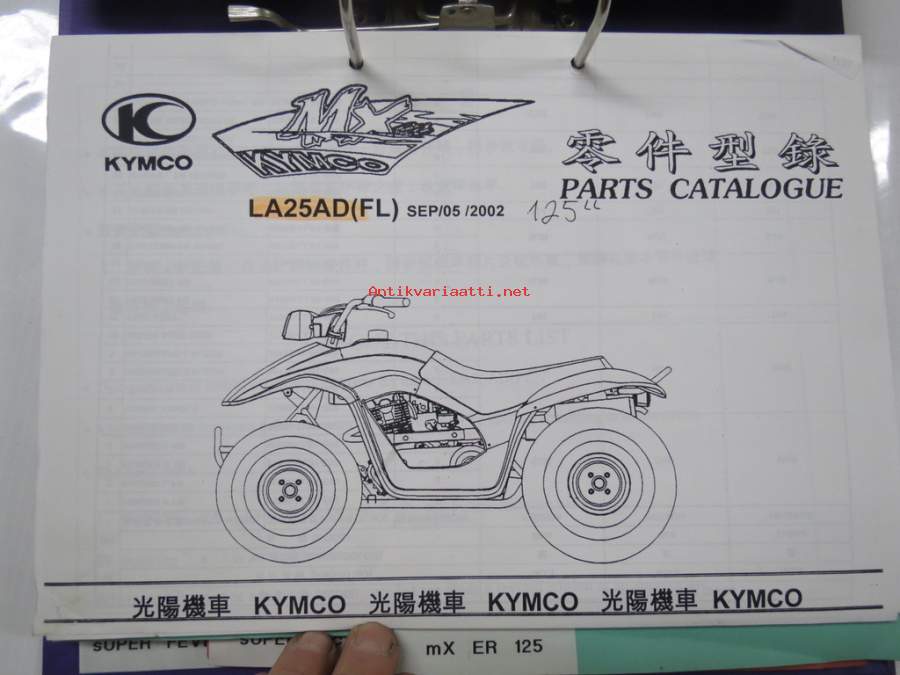 MX
KYMCO
KYMCO
零件型錄
PARTS CATALOGUE
LA25AD(FL) SEP/05 /2002 125"
Antikvariaatti.net
光陽機車 KYMCO 光陽機車 KYMCO 光陽機車 KYMCO
SUPER
mX ER 125